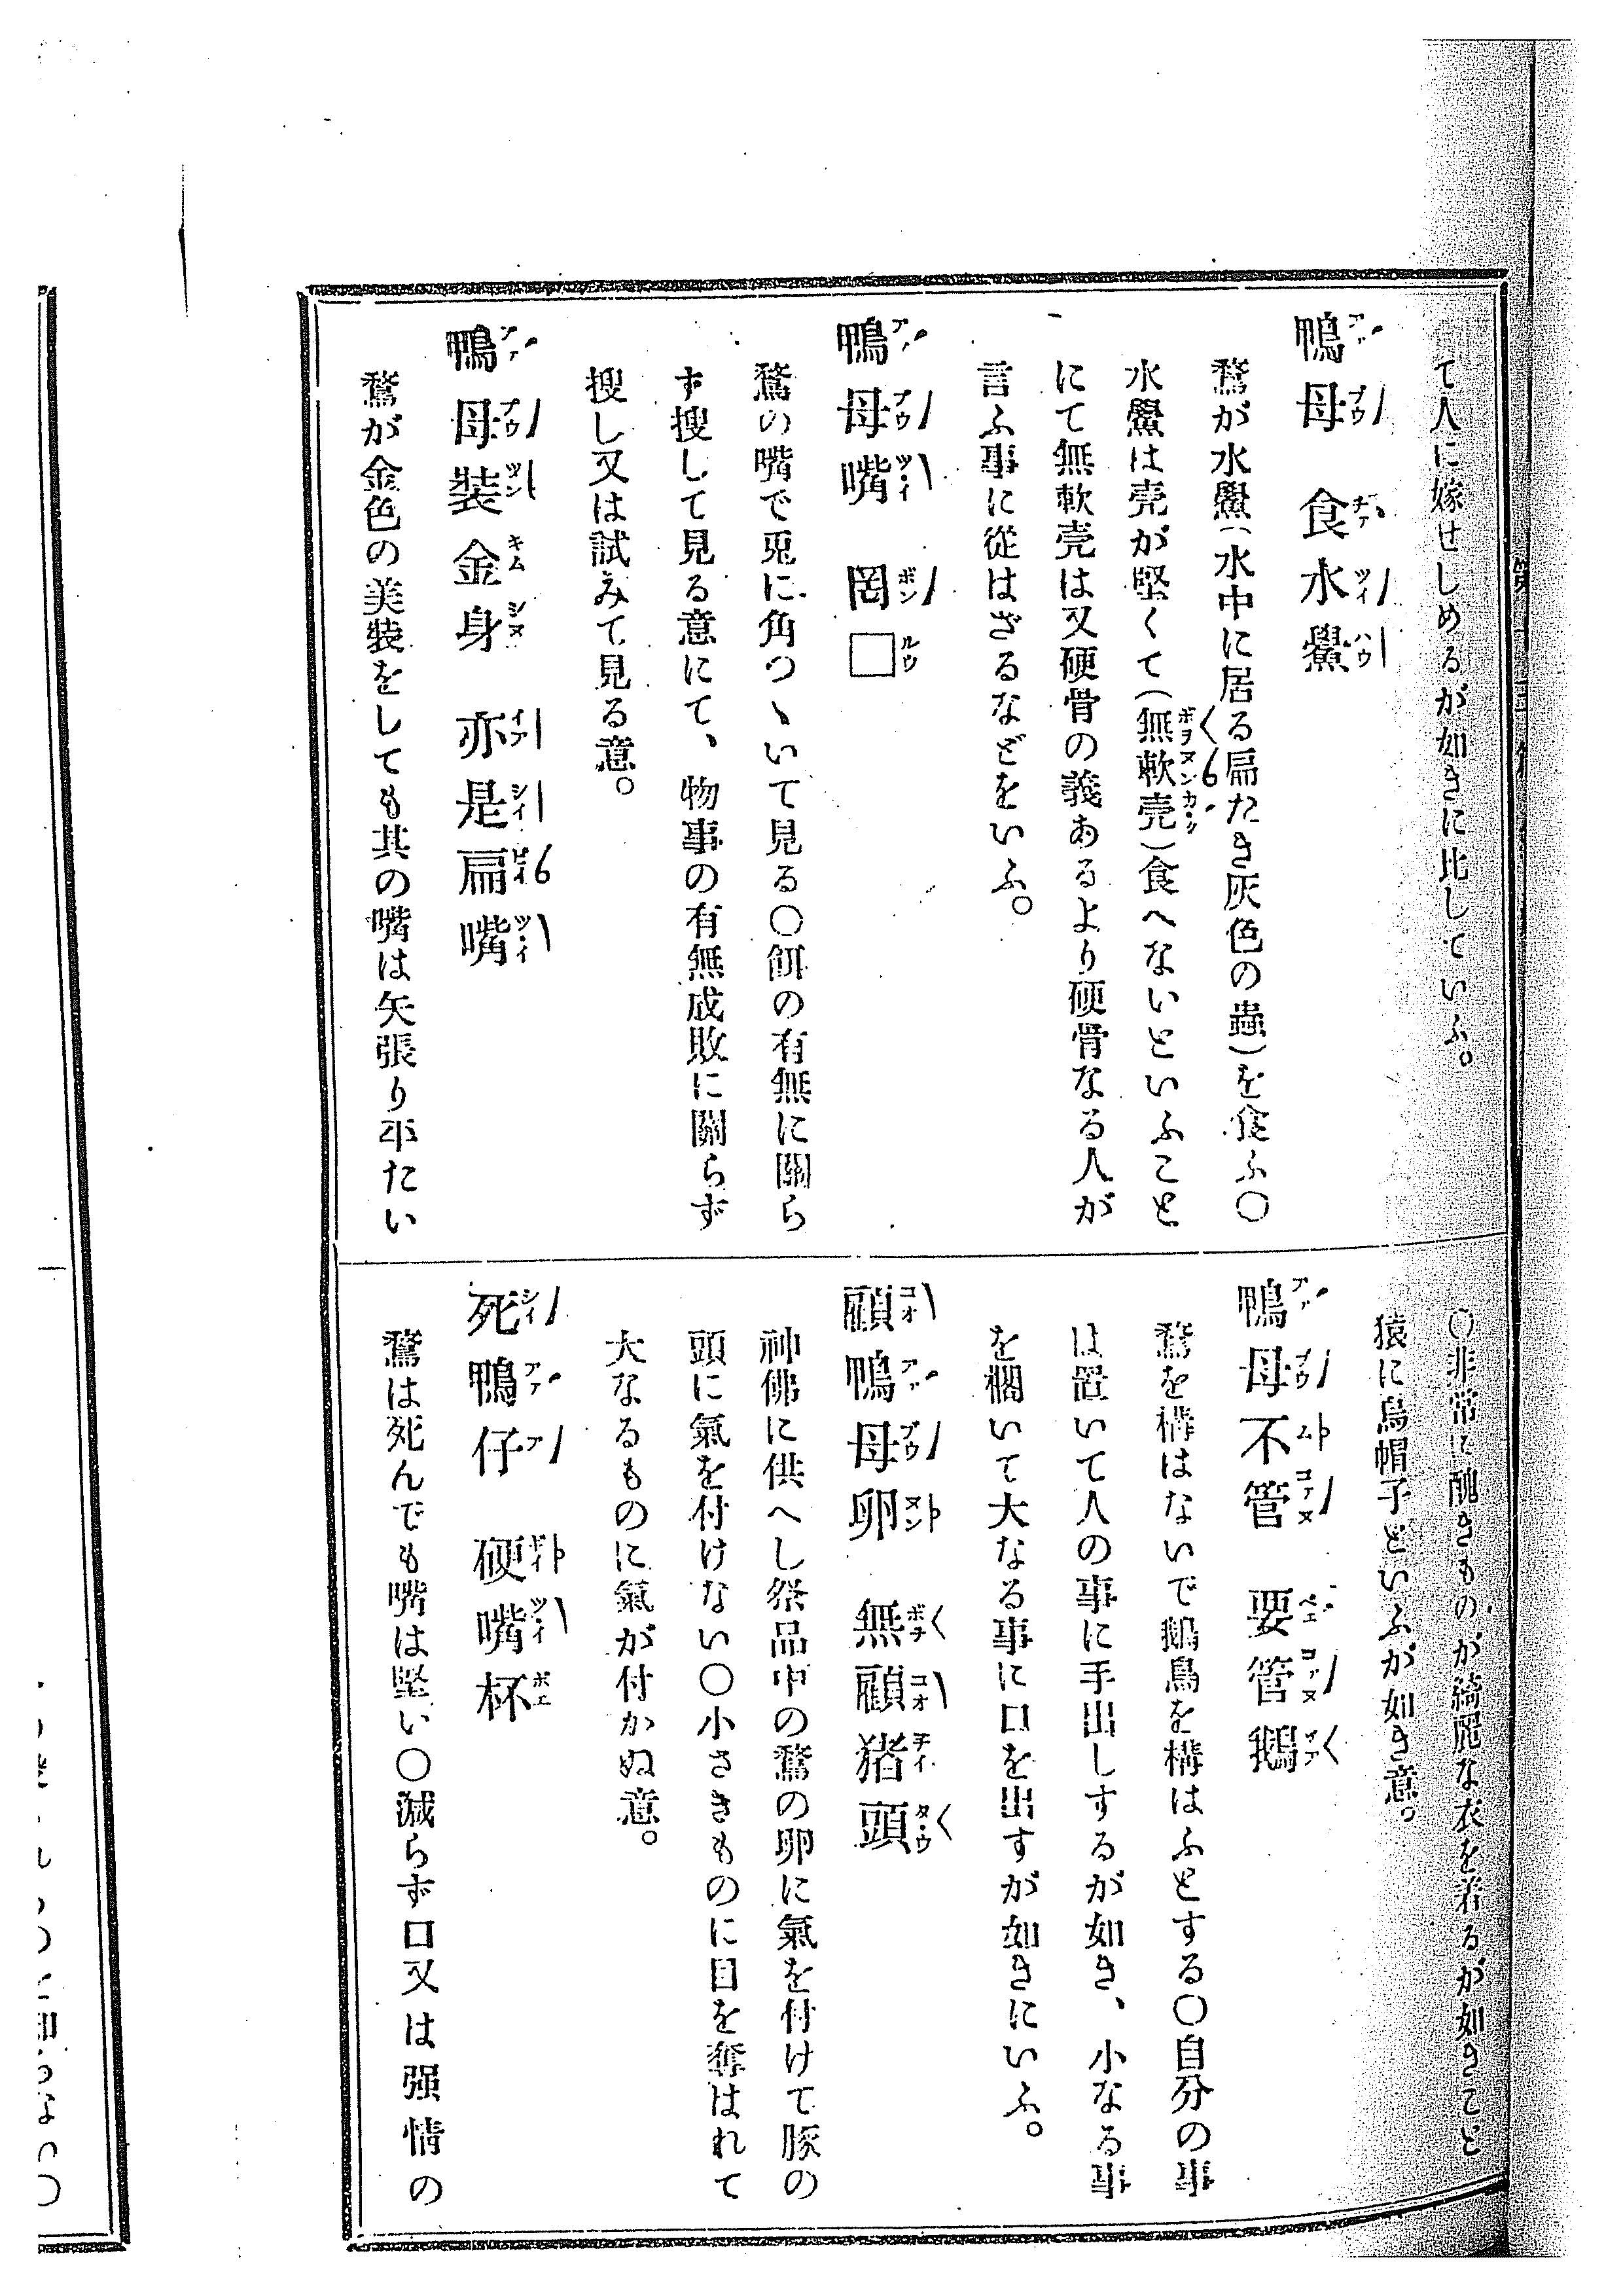 て人に嫁せしめるが如きに比していふ。
鴨母 食水鱟
鶩が水鱟(水中に居る扁たき灰色の蟲)を食ふ〇
水鱟は売が堅くて(無軟売)食へないといふこと
にて無軟売は又硬骨の義あるより硬骨なる人が
言ふ事に從はざるなどをいふ。
鴨母嘴 罔□
鶩の嘴で兎に角つゝいて見る〇餌の有無に關ら
ず搜して見る意にて、物事の有無成敗に關らず
搜し又は試みて見る意。
鴨母裝金身 亦是扁嘴
鶩が金色の美裝をしても其の嘴は矢張り平たい
〇非常に醜きものが綺麗な衣を着るが如きこと
猿に烏帽子といふが如き意。
鴨母不管 要管鵝
鶩を構はないで鵝鳥を構はふとする〇自分の事
は置いて人の事に手出しするが如き、小なる事
を擱いて大なる事に口を出すが如きにいふ。
顧鴨母卵 無顧猪頭
神佛に供へし祭品中の鶩の卵に氣を付けて豚の
頭に氣を付けない〇小さきものに目を奪はれて
大なるものに氣が付かぬ意。
死鴨仔 硬嘴杯
鶩は死んでも嘴は堅い〇滅らず口又は强情の